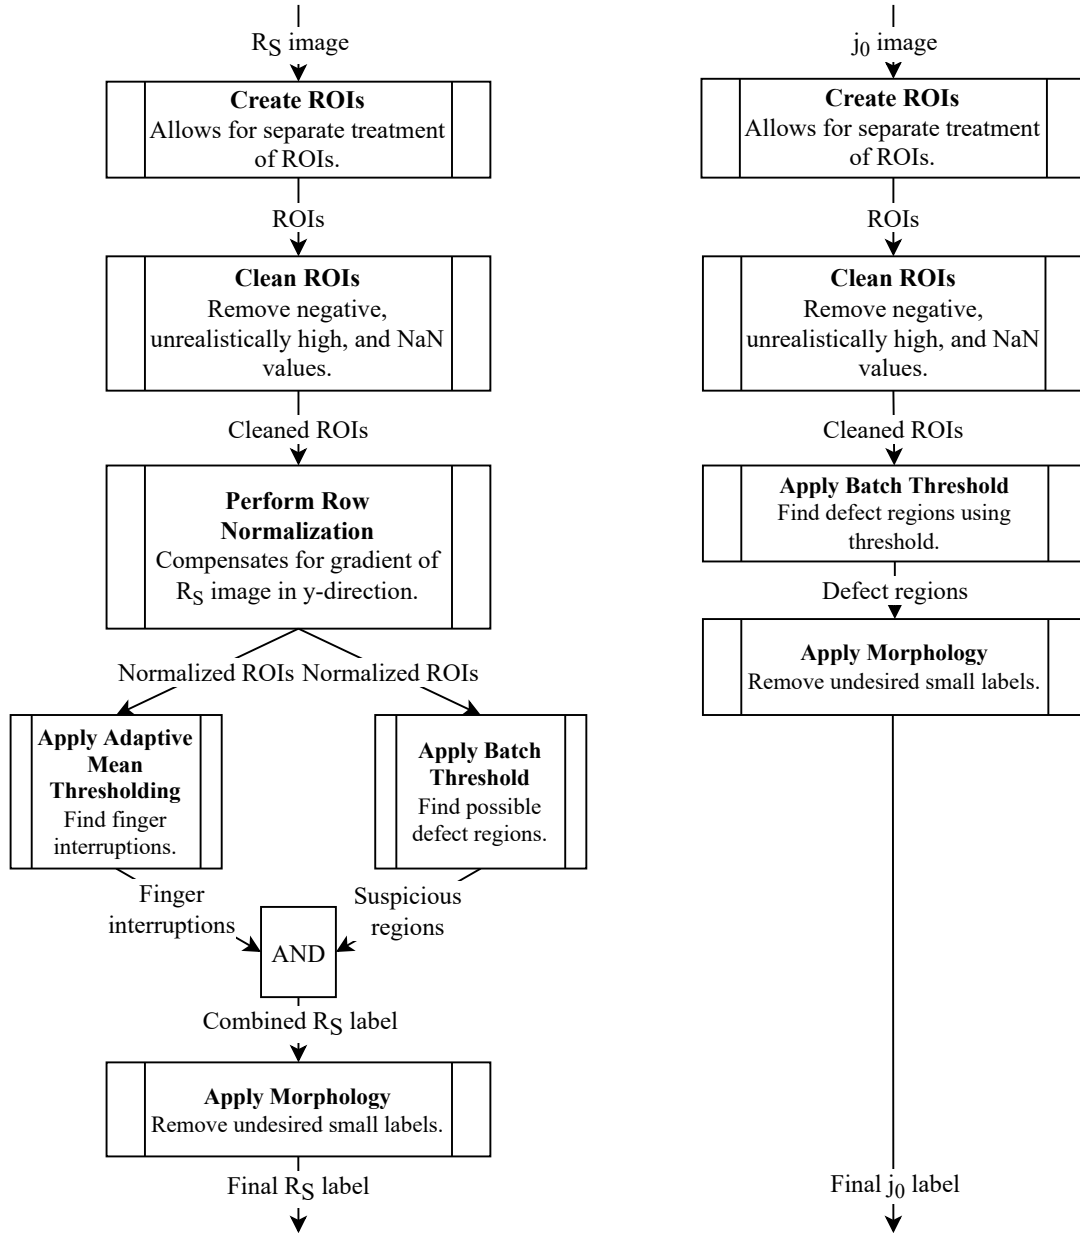 R_S image
Create ROIs
Allows for separate treatment
of ROIs.
ROIs
Clean ROIs
Remove negative,
unrealistically high, and NaN
values.
Cleaned ROIs
Perform Row
Normalization
Compensates for gradient of
R_S image in y-direction.
Normalized ROIs
Normalized ROIs
Apply Adaptive
Mean
Thresholding
Find finger
interruptions.
Apply Batch
Threshold
Find possible
defect regions.
Finger
interruptions
Suspicious
regions
AND
Combined R_S label
Apply Morphology
Remove undesired small labels.
Final R_S label
j_0 image
Create ROIs
Allows for separate treatment
of ROIs.
ROIs
Clean ROIs
Remove negative,
unrealistically high, and NaN
values.
Cleaned ROIs
Apply Batch Threshold
Find defect regions using
threshold.
Defect regions
Apply Morphology
Remove undesired small labels.
Final j_0 label